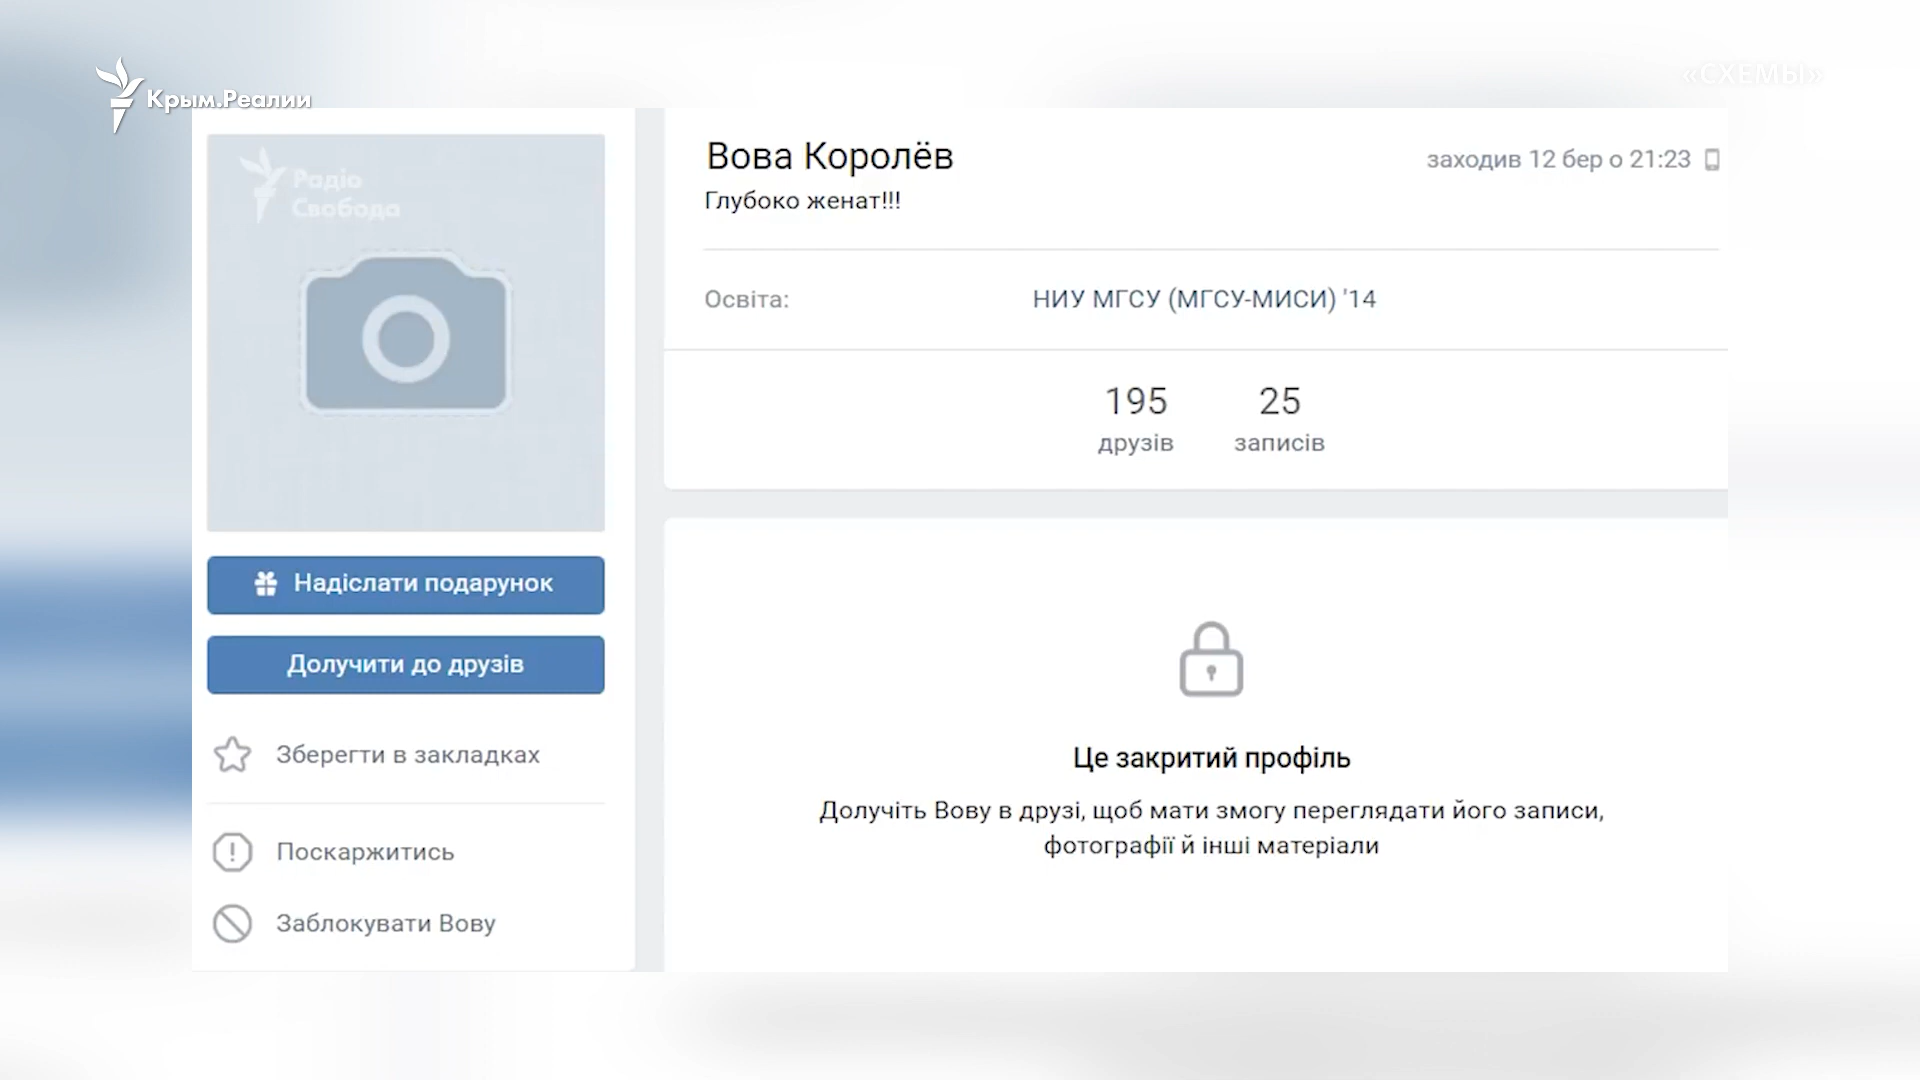 Крым.Реалии
«СХЕМЫ»
Радіо
Свобода
Вова Королёв
заходив 12 бер о 21:23
Глубоко женат!!!
Освіта:
НИУ МГСУ (МГСУ-МИСИ) '14
195
25
друзів
записів
Надіслати подарунок
Долучити до друзів
Зберегти в закладках
Поскаржитись
Заблокувати Вову
Це закритий профіль
Долучіть Вову в друзі, щоб мати змогу переглядати його записи,
фотографії й інші матеріали